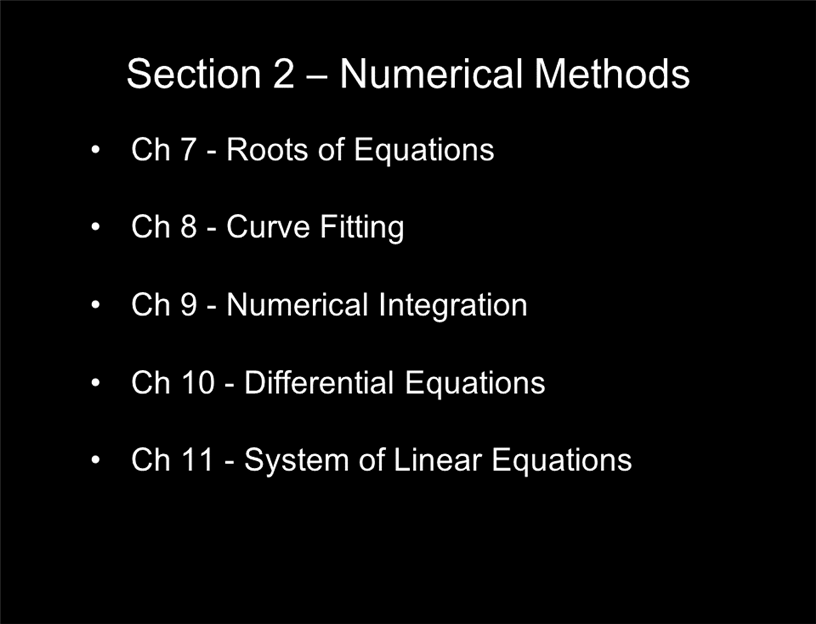 Section 2 – Numerical Methods
• Ch 7 - Roots of Equations
• Ch 8 - Curve Fitting
• Ch 9 - Numerical Integration
• Ch 10 - Differential Equations
• Ch 11 - System of Linear Equations